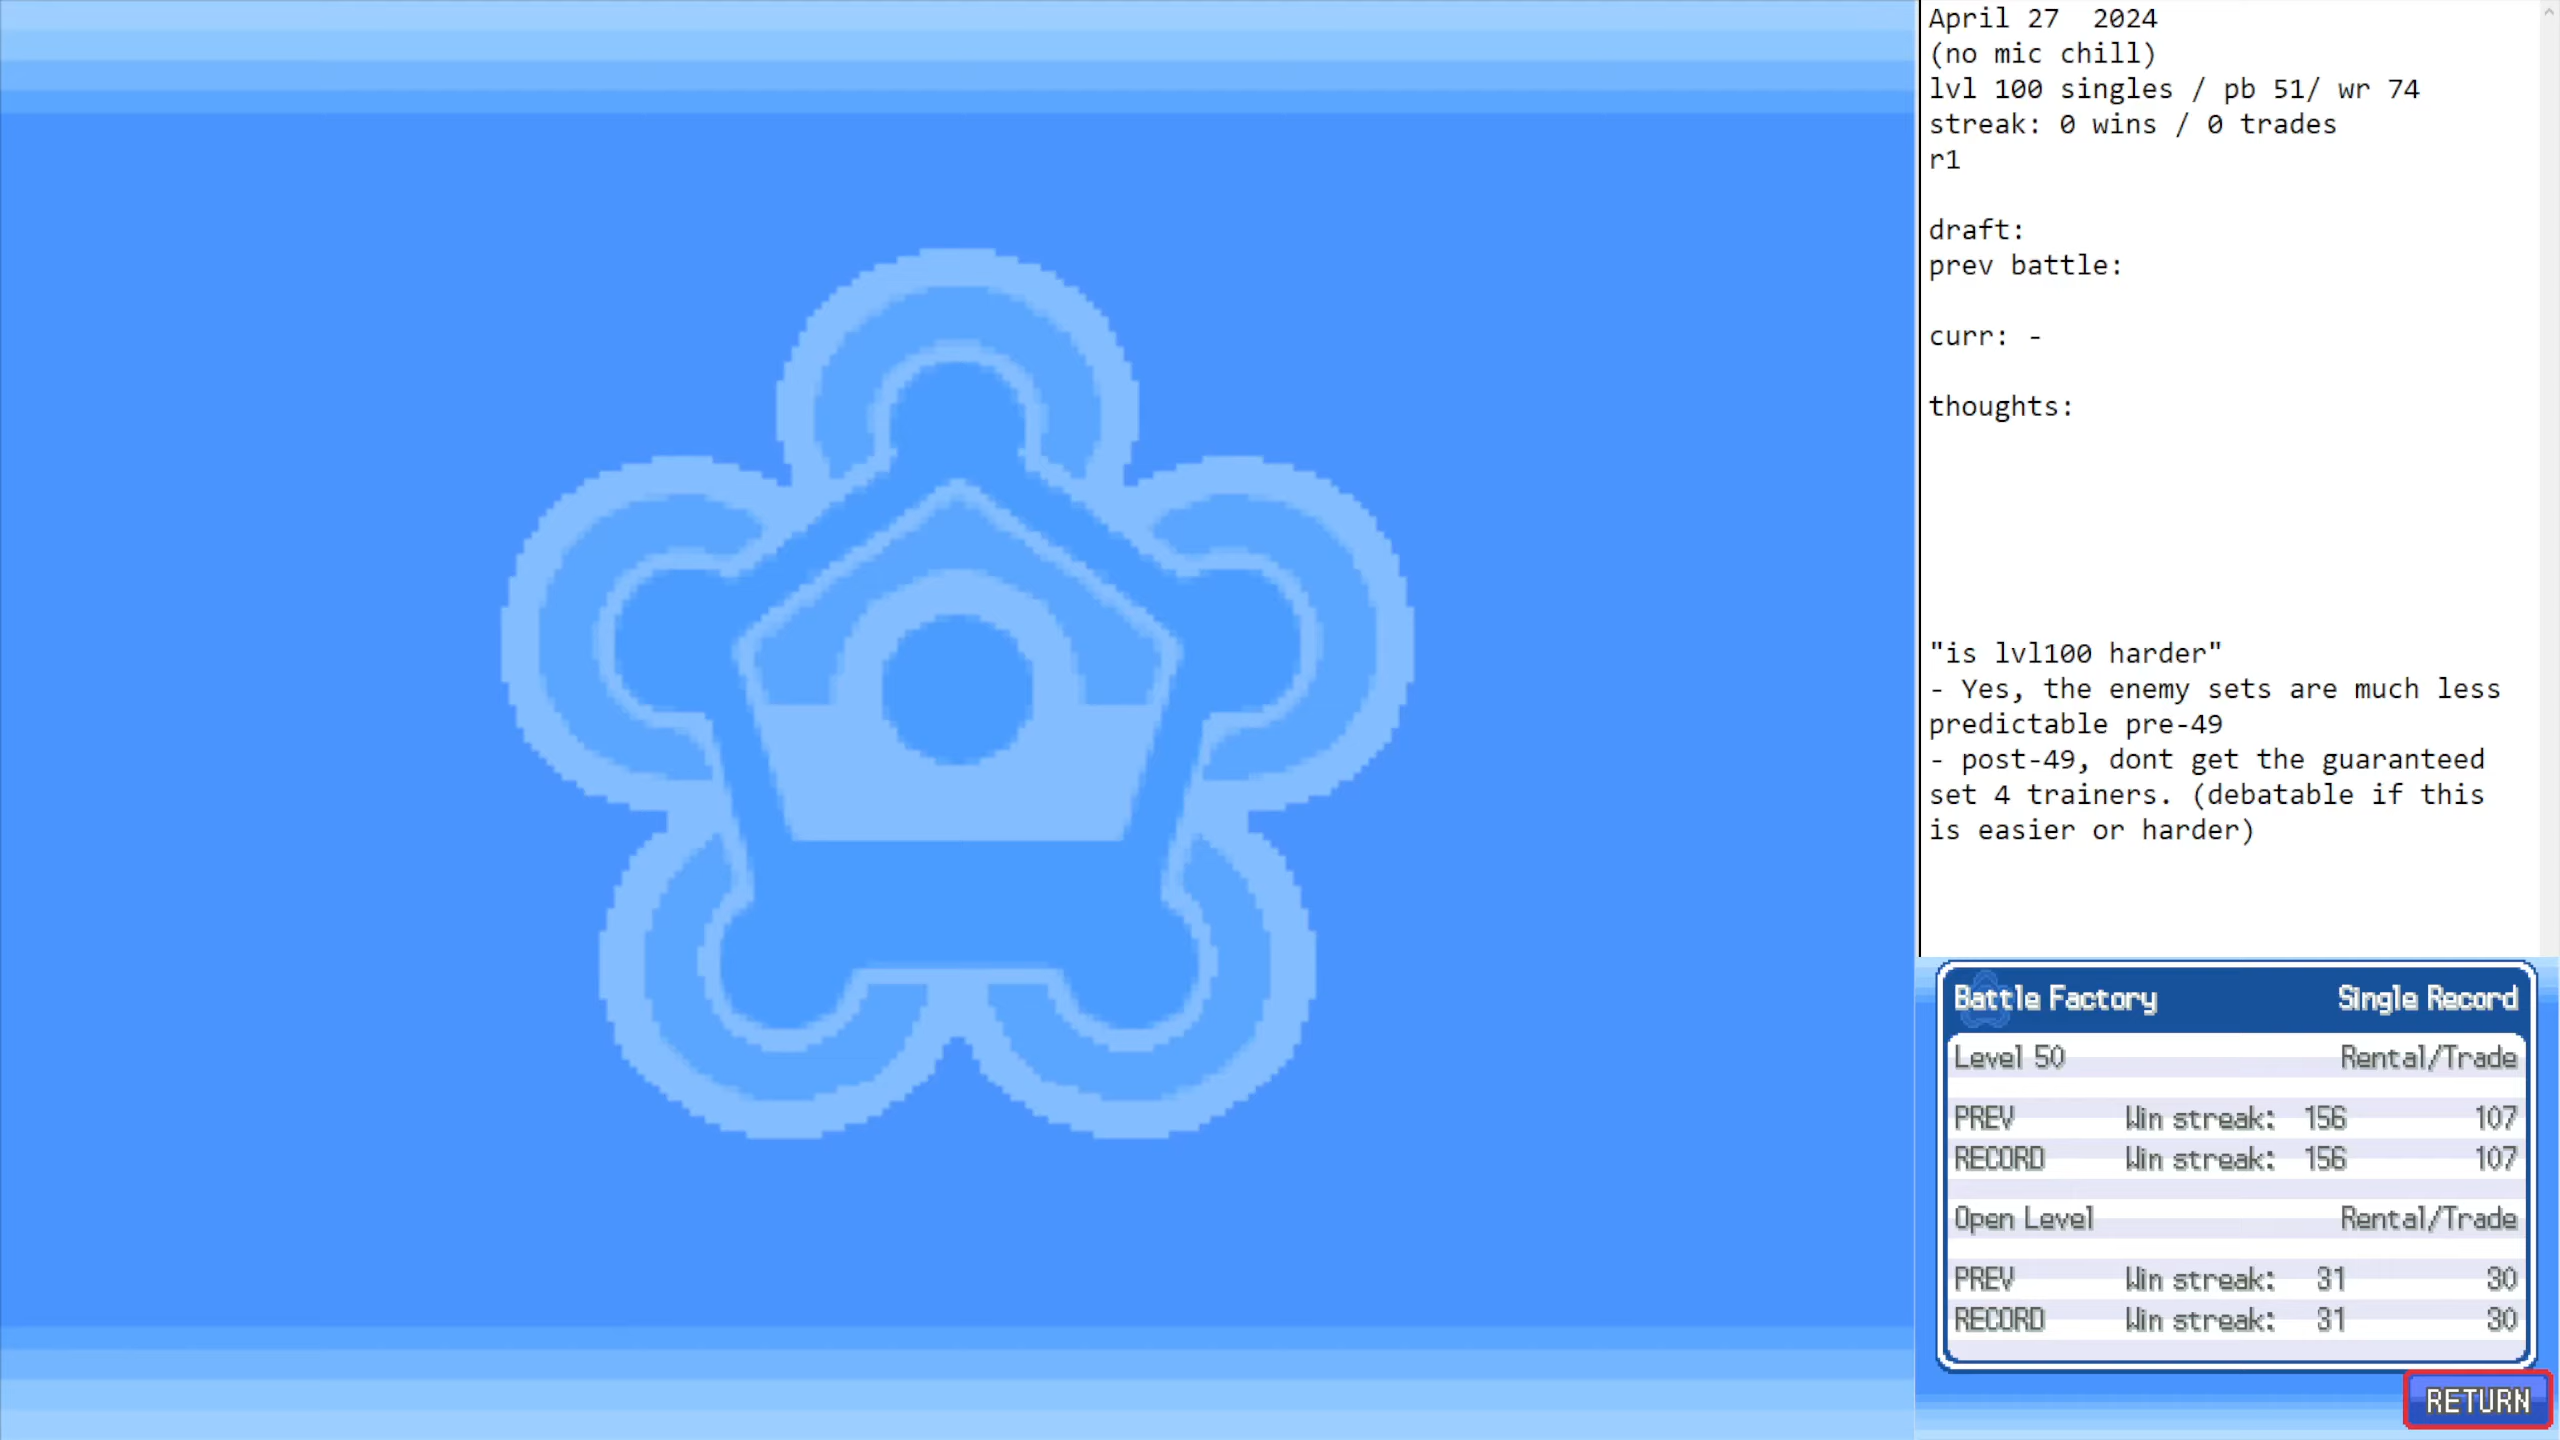 April 27  2024
(no mic chill)
lvl 100 singles / pb 51/ wr 74
streak: 0 wins / 0 trades
r1
draft:
prev battle:
curr: -
thoughts:
"is lvl100 harder"
- Yes, the enemy sets are much less
predictable pre-49
- post-49, dont get the guaranteed
set 4 trainers. (debatable if this
is easier or harder)
Battle Factory Single Record
Level 50 Rental/Trade
PREV Win streak: 156 107
RECORD Win streak: 156 107
Open Level Rental/Trade
PREV Win streak: 31 30
RECORD Win streak: 31 30
RETURN